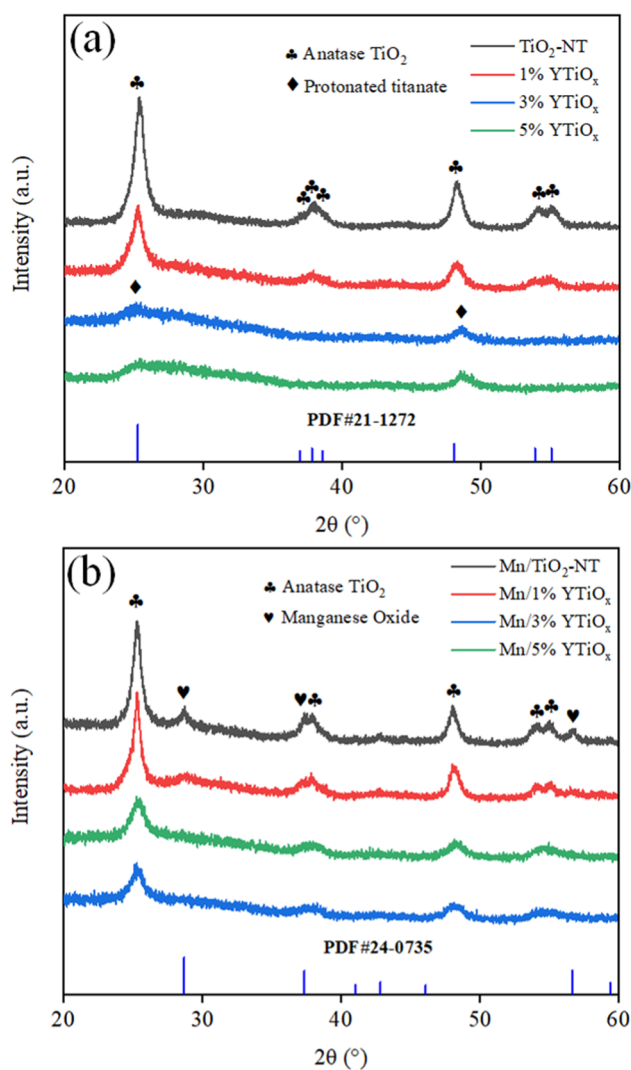 (a)
♣ Anatase TiO₂
♦ Protonated titanate
TiO₂-NT
1% YTiOₓ
3% YTiOₓ
5% YTiOₓ
Intensity (a.u.)
PDF#21-1272
20 30 40 50 60
2θ (°)
(b)
♣ Anatase TiO₂
♥ Manganese Oxide
Mn/TiO₂-NT
Mn/1% YTiOₓ
Mn/3% YTiOₓ
Mn/5% YTiOₓ
Intensity (a.u.)
PDF#24-0735
20 30 40 50 60
2θ (°)